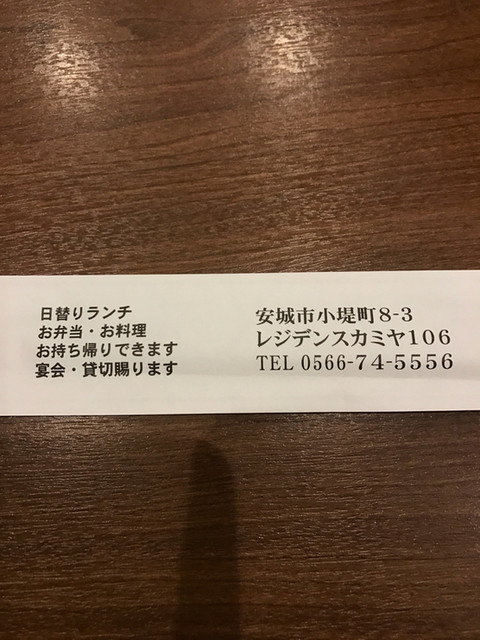 日替りランチ
お弁当・お料理
お持ち帰りできます
宴会・貸切賜ります
安城市小堤町8-3
レジデンスカミヤ106
TEL 0566-74-5556